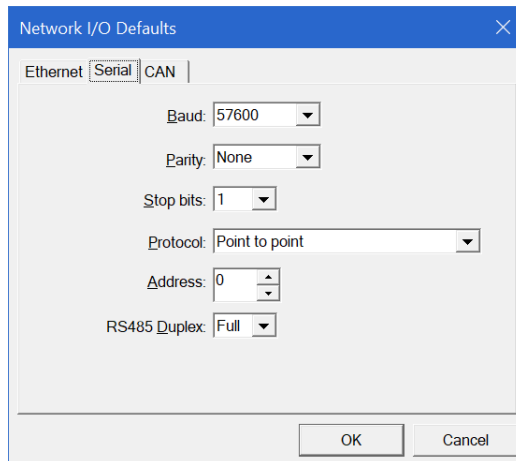 Network I/O Defaults
Ethernet Serial CAN
Baud: 57600
Parity: None
Stop bits: 1
Protocol: Point to point
Address: 0
RS485 Duplex: Full
OK Cancel